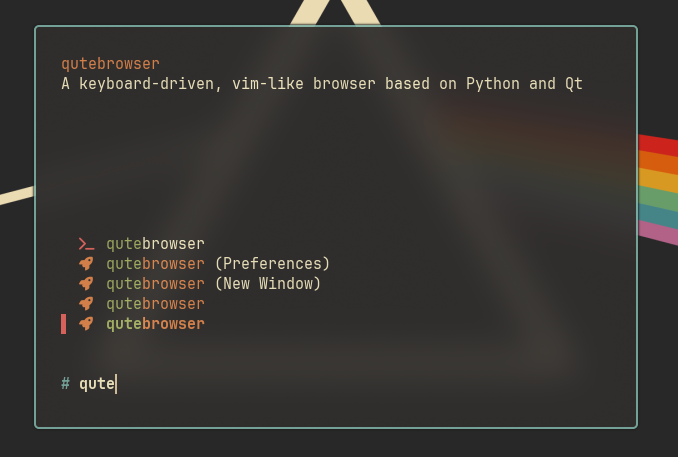 qutebrowser
A keyboard-driven, vim-like browser based on Python and Qt
qutebrowser
qutebrowser (Preferences)
qutebrowser (New Window)
qutebrowser
qutebrowser
# qute